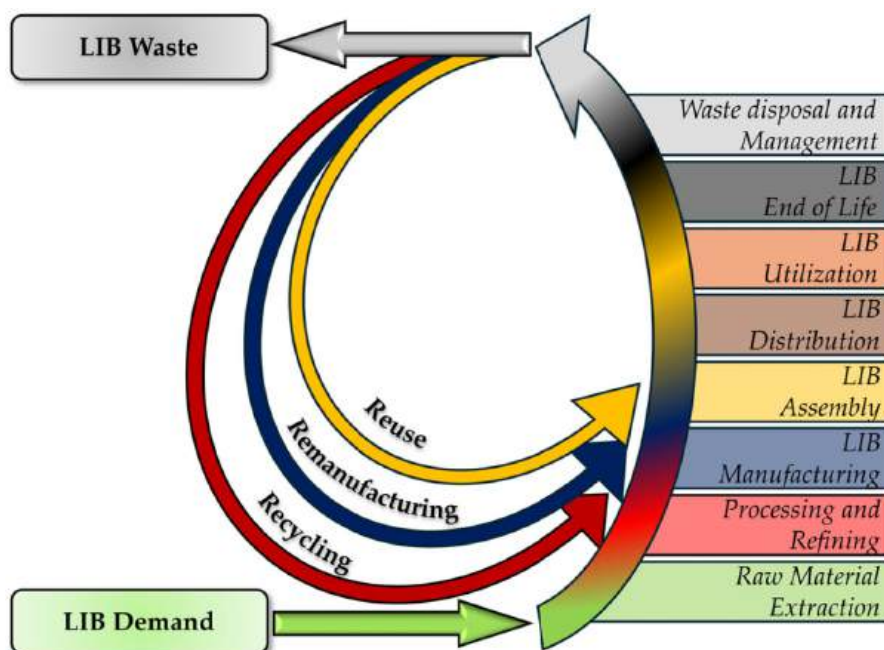 LIB Waste
Waste disposal and
Management
LIB
End of Life
LIB
Utilization
LIB
Distribution
LIB
Assembly
LIB
Manufacturing
Processing and
Refining
Raw Material
Extraction
Reuse
Remanufacturing
Recycling
LIB Demand